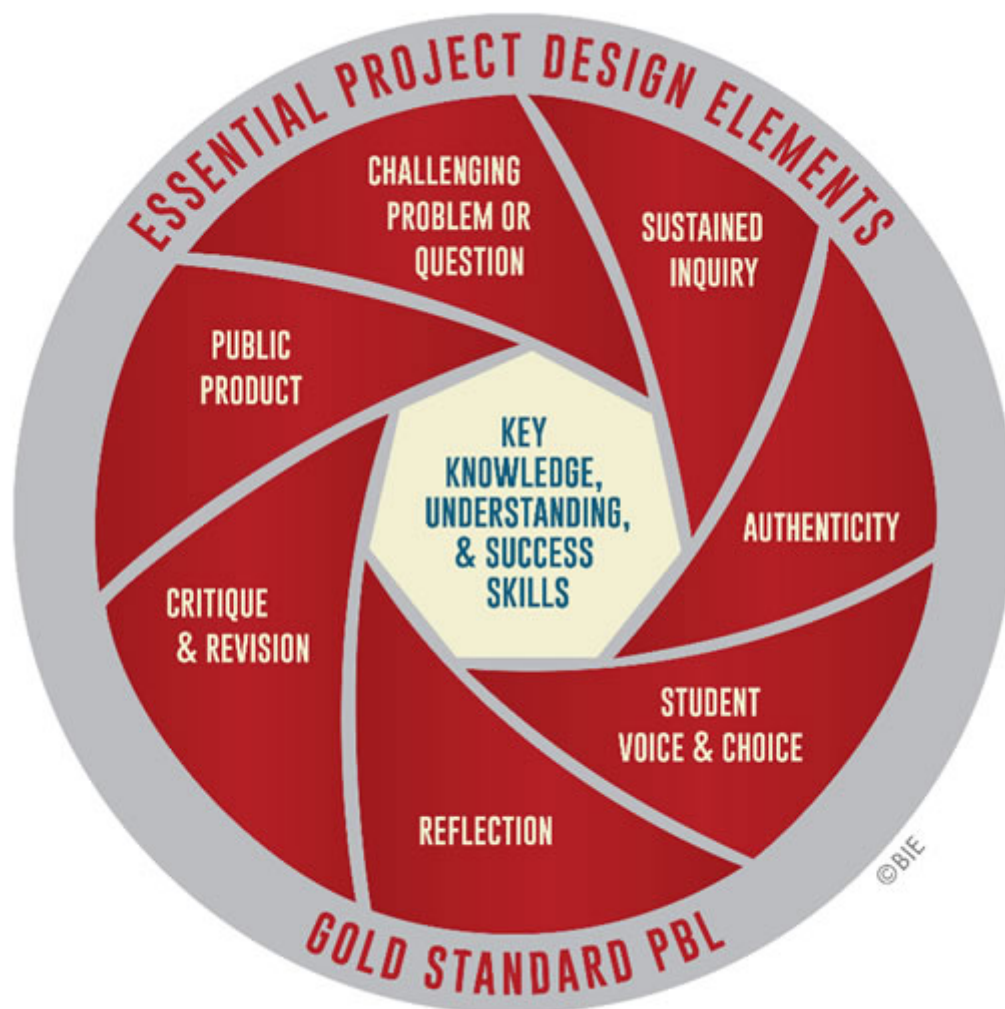 ESSENTIAL PROJECT DESIGN ELEMENTS
CHALLENGING
PROBLEM OR
QUESTION
SUSTAINED
INQUIRY
AUTHENTICITY
STUDENT
VOICE & CHOICE
REFLECTION
CRITIQUE
& REVISION
PUBLIC
PRODUCT
KEY
KNOWLEDGE,
UNDERSTANDING,
& SUCCESS
SKILLS
GOLD STANDARD PBL
©BIE